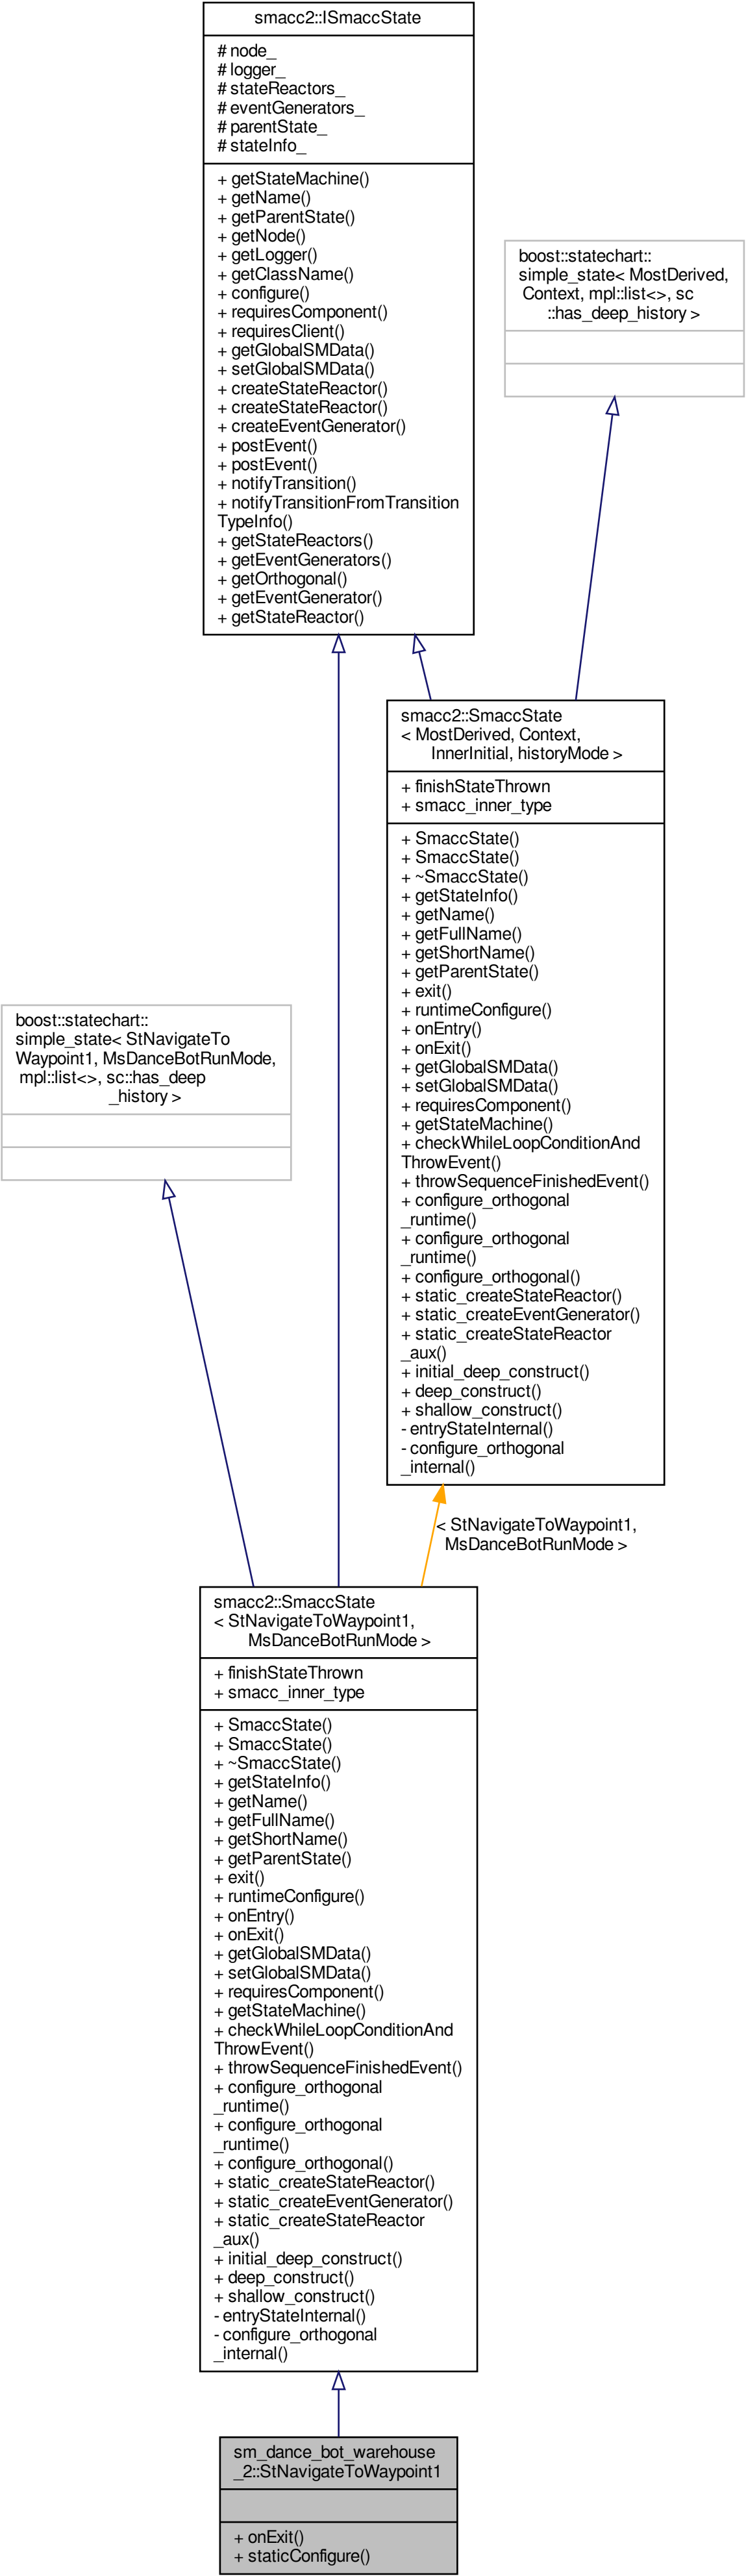 smacc2::ISmaccState
# node_
# logger_
# stateReactors_
# eventGenerators_
# parentState_
# stateInfo_
+ getStateMachine()
+ getName()
+ getParentState()
+ getNode()
+ getLogger()
+ getClassName()
+ configure()
+ requiresComponent()
+ requiresClient()
+ getGlobalSMData()
+ setGlobalSMData()
+ createStateReactor()
+ createStateReactor()
+ createEventGenerator()
+ postEvent()
+ postEvent()
+ notifyTransition()
+ notifyTransitionFromTransition
TypeInfo()
+ getStateReactors()
+ getEventGenerators()
+ getOrthogonal()
+ getEventGenerator()
+ getStateReactor()
boost::statechart::
simple_state< MostDerived,
Context, mpl::list<>, sc
::has_deep_history >
smacc2::SmaccState
< MostDerived, Context,
InnerInitial, historyMode >
+ finishStateThrown
+ smacc_inner_type
+ SmaccState()
+ SmaccState()
+ ~SmaccState()
+ getStateInfo()
+ getName()
+ getFullName()
+ getShortName()
+ getParentState()
+ exit()
+ runtimeConfigure()
+ onEntry()
+ onExit()
+ getGlobalSMData()
+ setGlobalSMData()
+ requiresComponent()
+ getStateMachine()
+ checkWhileLoopConditionAnd
ThrowEvent()
+ throwSequenceFinishedEvent()
+ configure_orthogonal
_runtime()
+ configure_orthogonal
_runtime()
+ configure_orthogonal()
+ static_createStateReactor()
+ static_createEventGenerator()
+ static_createStateReactor
_aux()
+ initial_deep_construct()
+ deep_construct()
+ shallow_construct()
- entryStateInternal()
- configure_orthogonal
_internal()
boost::statechart::
simple_state< StNavigateTo
Waypoint1, MsDanceBotRunMode,
mpl::list<>, sc::has_deep
_history >
< StNavigateToWaypoint1,
MsDanceBotRunMode >
smacc2::SmaccState
< StNavigateToWaypoint1,
MsDanceBotRunMode >
+ finishStateThrown
+ smacc_inner_type
+ SmaccState()
+ SmaccState()
+ ~SmaccState()
+ getStateInfo()
+ getName()
+ getFullName()
+ getShortName()
+ getParentState()
+ exit()
+ runtimeConfigure()
+ onEntry()
+ onExit()
+ getGlobalSMData()
+ setGlobalSMData()
+ requiresComponent()
+ getStateMachine()
+ checkWhileLoopConditionAnd
ThrowEvent()
+ throwSequenceFinishedEvent()
+ configure_orthogonal
_runtime()
+ configure_orthogonal
_runtime()
+ configure_orthogonal()
+ static_createStateReactor()
+ static_createEventGenerator()
+ static_createStateReactor
_aux()
+ initial_deep_construct()
+ deep_construct()
+ shallow_construct()
- entryStateInternal()
- configure_orthogonal
_internal()
sm_dance_bot_warehouse
_2::StNavigateToWaypoint1
+ onExit()
+ staticConfigure()